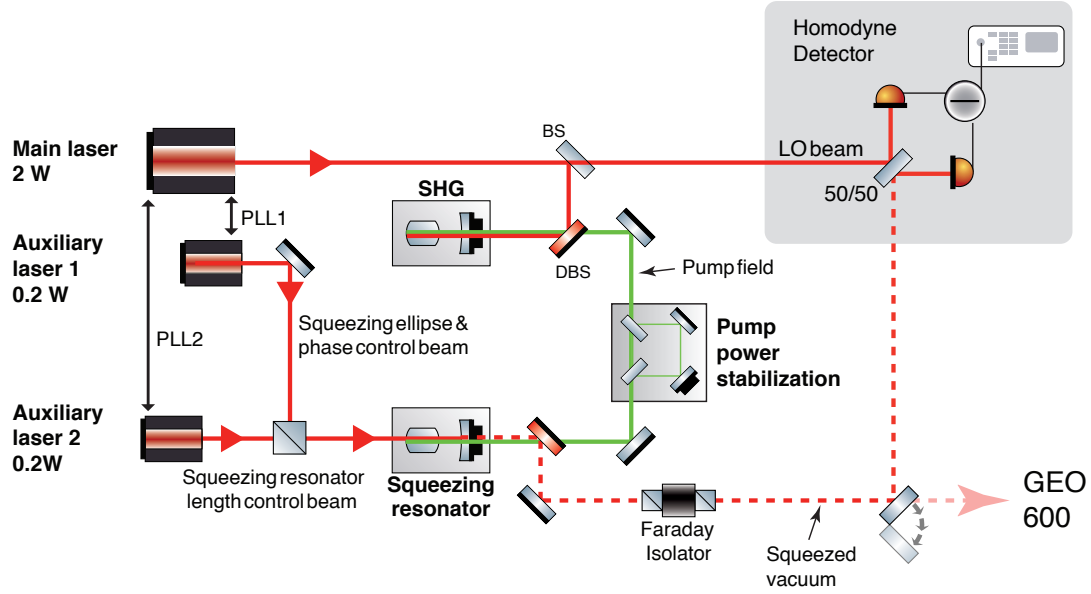 Homodyne
Detector
BS
Main laser
2 W
LO beam
SHG
50/50
PLL1
Auxiliary
laser 1
0.2 W
DBS
Pump field
Squeezing ellipse &
phase control beam
PLL2
Pump
power
stabilization
Auxiliary
laser 2
0.2W
Squeezing resonator
length control beam
Squeezing
resonator
Faraday
Isolator
Squeezed
vacuum
GEO
600